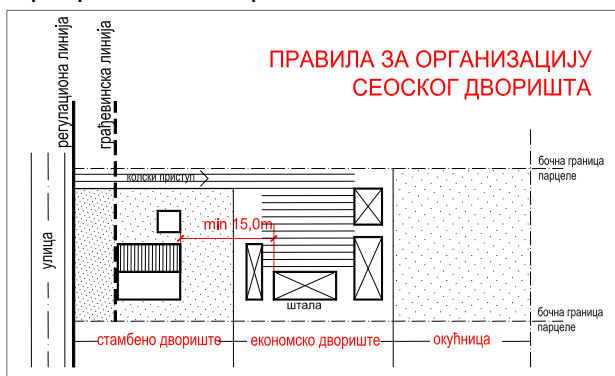 ПРАВИЛА ЗА ОРГАНИЗАЦИЈУ
СЕОСКОГ ДВОРИШТА
регулациона линија
грађевинска линија
бочна граница
парцеле
колски приступ
min 15,0m
улица
штала
бочна граница
парцеле
стамбено двориште
економско двориште
окућница